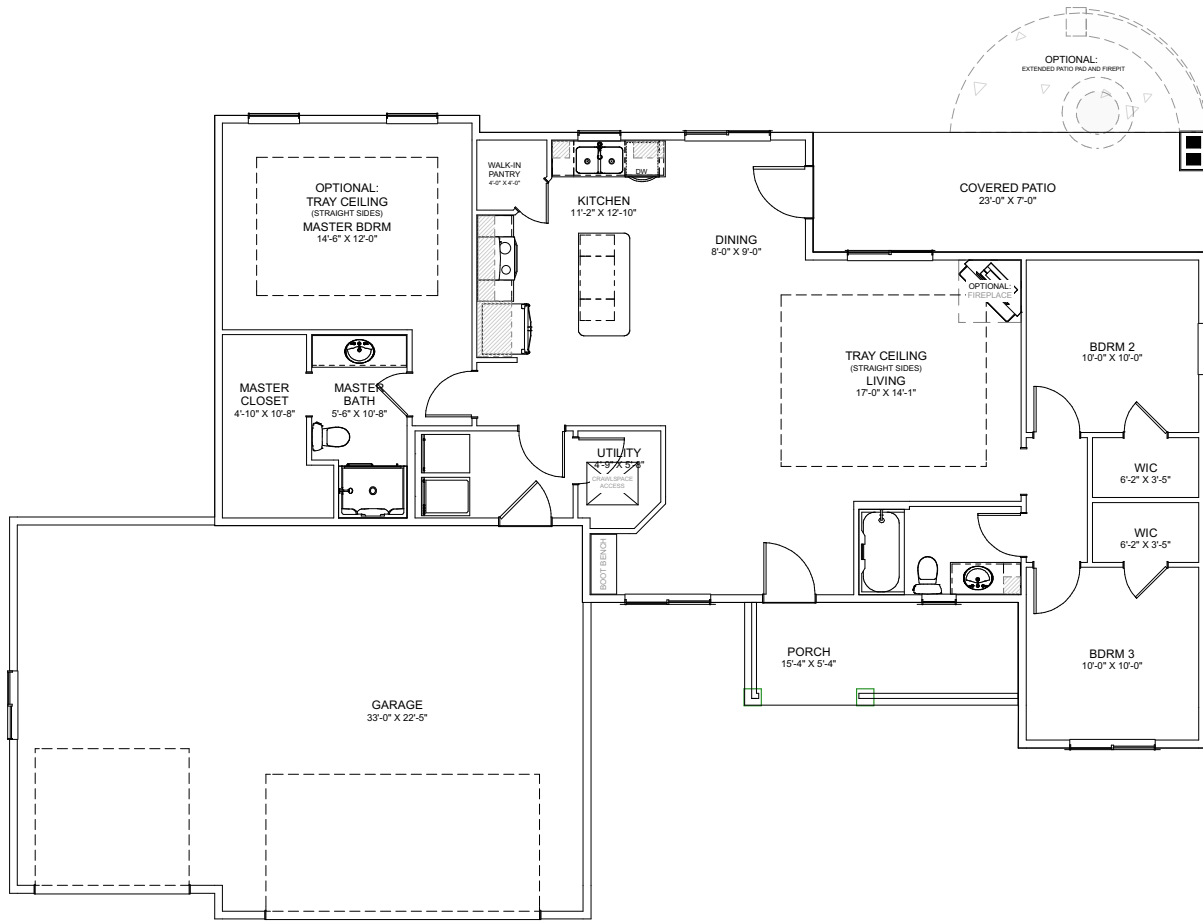 OPTIONAL:
EXTENDED PATIO PAD AND FIREPIT
WALK-IN
PANTRY
4'-0" X 4'-0"
DW
KITCHEN
11'-2" X 12'-10"
OPTIONAL:
TRAY CEILING
(STRAIGHT SIDES)
MASTER BDRM
14'-6" X 12'-0"
COVERED PATIO
23'-0" X 7'-0"
DINING
8'-0" X 9'-0"
OPTIONAL:
FIREPLACE
BDRM 2
10'-0" X 10'-0"
TRAY CEILING
(STRAIGHT SIDES)
LIVING
17'-0" X 14'-1"
MASTER
CLOSET
4'-10" X 10'-8"
MASTER
BATH
5'-6" X 10'-8"
UTILITY
4'-9" X 5'-8"
CRAWLSPACE
ACCESS
WIC
6'-2" X 3'-5"
WIC
6'-2" X 3'-5"
BOOT BENCH
PORCH
15'-4" X 5'-4"
BDRM 3
10'-0" X 10'-0"
GARAGE
33'-0" X 22'-5"